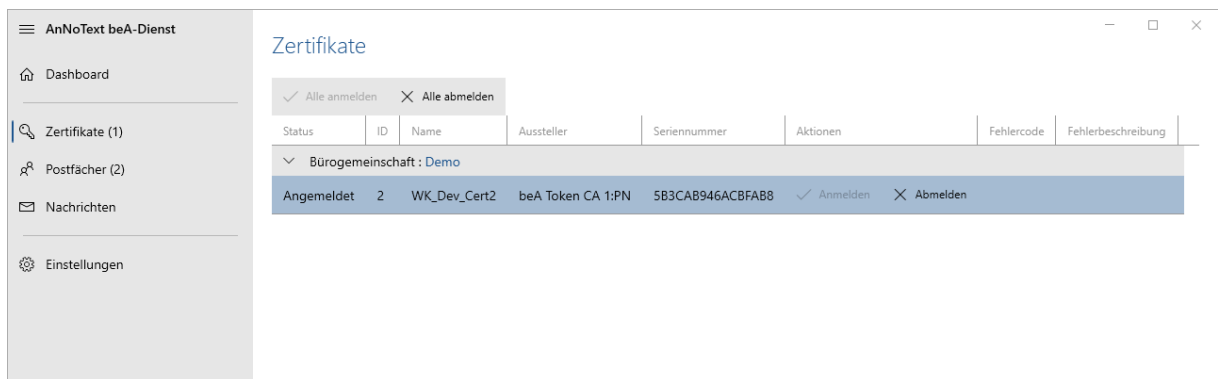 AnNoText beA-Dienst
Dashboard
Zertifikate (1)
Postfächer (2)
Nachrichten
Einstellungen
Zertifikate
Alle anmelden Alle abmelden
Status ID Name Aussteller Seriennummer Aktionen Fehlercode Fehlerbeschreibung
Bürogemeinschaft : Demo
Angemeldet 2 WK_Dev_Cert2 beA Token CA 1:PN 5B3CAB946ACBFAB8 Anmelden Abmelden